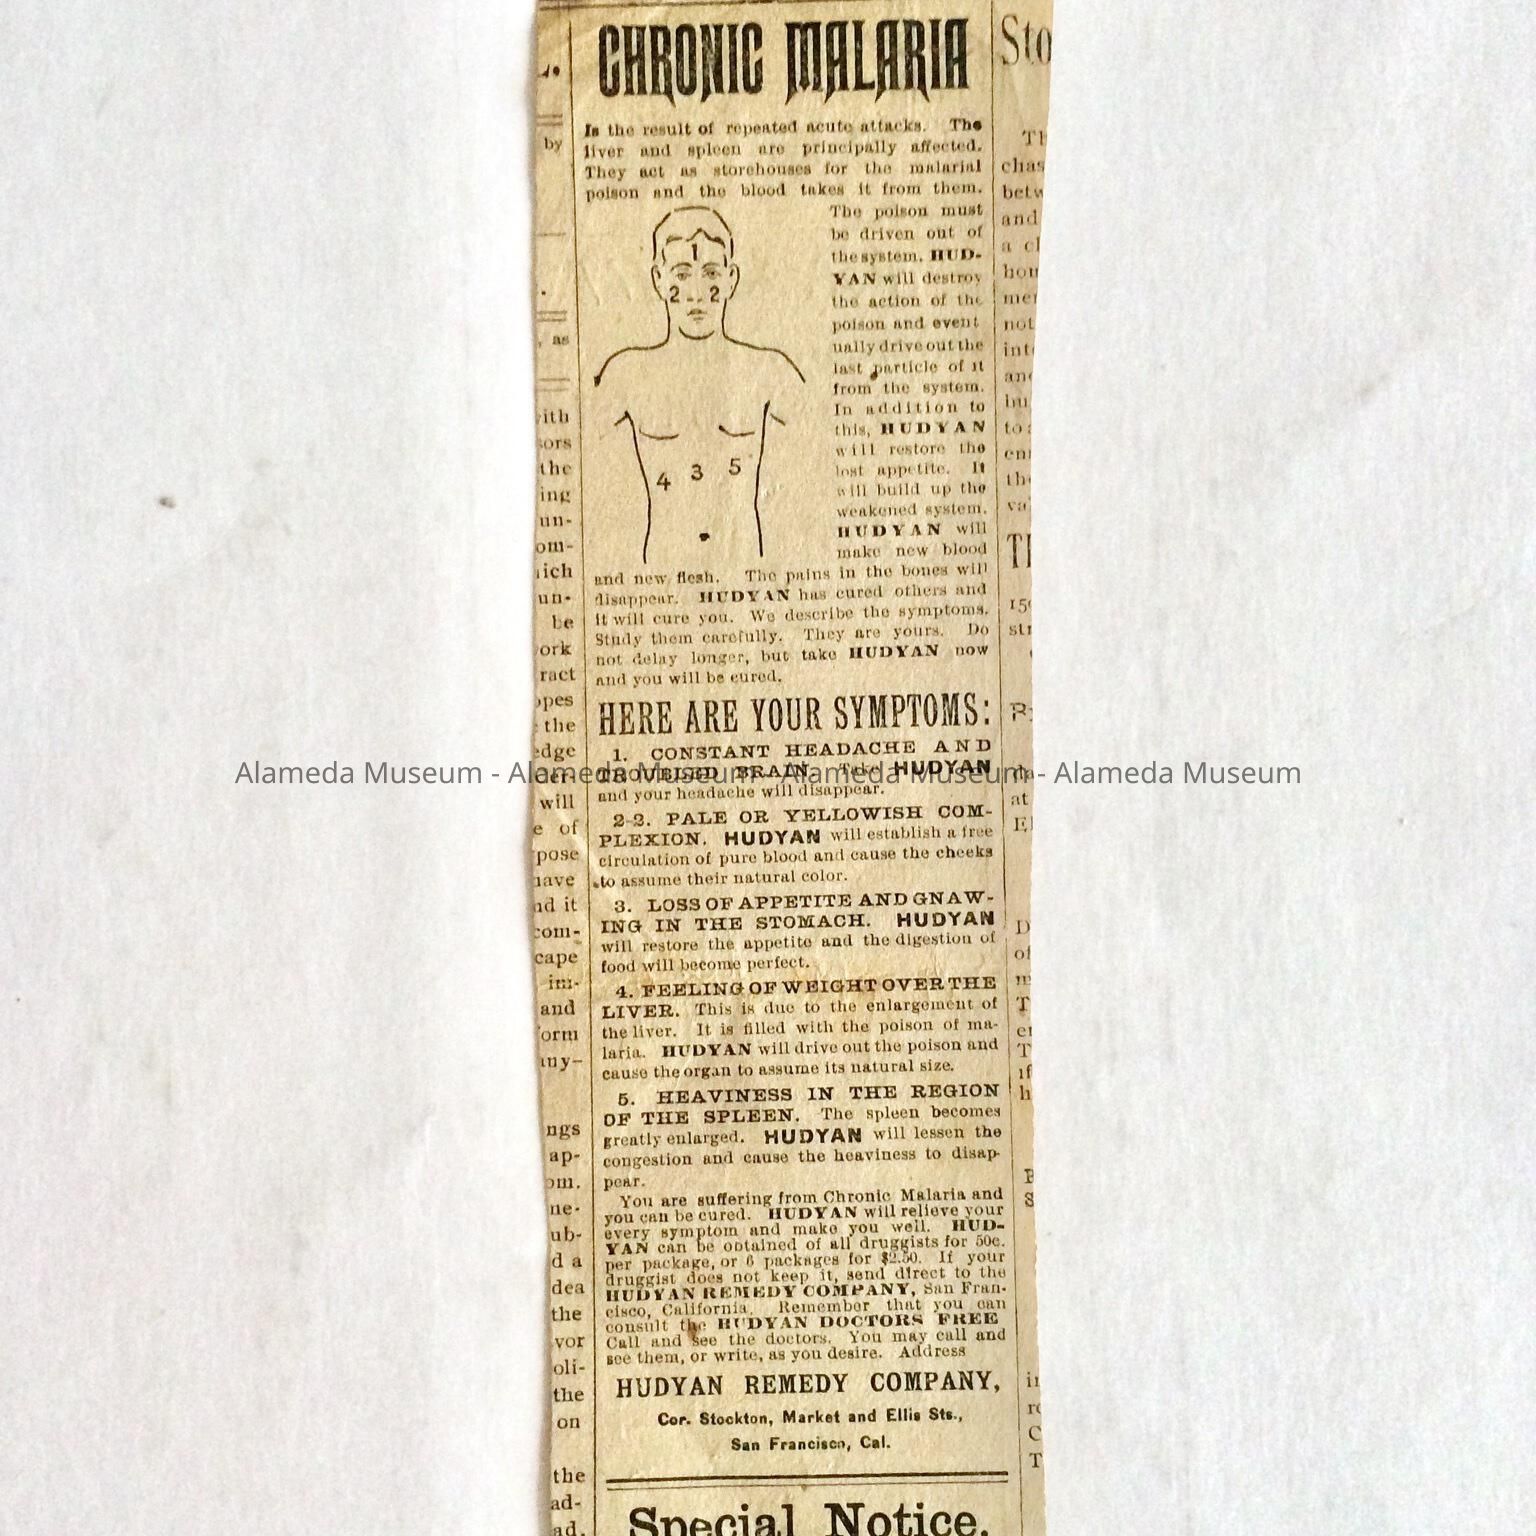 CHRONIC MALARIA
Is the result of repeated acute attacks. The
liver and spleen are principally affected.
They act as storehouses for the malarial
poison and the blood takes it from them.
The poison must
be driven out of
the system. HUD-
YAN will destroy
the action of the
poison and event
ually drive out the
last particle of it
from the system.
In addition to
this, HUDYAN
will restore the
lost appetite. It
will build up the
weakened system.
HUDYAN will
make new blood
1
2 2
4 3 5
and new flesh. The pains in the bones will
disappear. HUDYAN has cured others and
it will cure you. We describe the symptoms.
Study them carefully. They are yours. Do
not delay longer, but take HUDYAN now
and you will be cured.
HERE ARE YOUR SYMPTOMS:
1. CONSTANT HEADACHE AND
TROUBLED BRAIN. Take HUDYAN
and your headache will disappear.
2-2. PALE OR YELLOWISH COM-
PLEXION. HUDYAN will establish a free
circulation of pure blood and cause the cheeks
to assume their natural color.
3. LOSS OF APPETITE AND GNAW-
ING IN THE STOMACH. HUDYAN
will restore the appetite and the digestion of
food will become perfect.
4. FEELING OF WEIGHT OVER THE
LIVER. This is due to the enlargement of
the liver. It is filled with the poison of ma-
laria. HUDYAN will drive out the poison and
cause the organ to assume its natural size.
5. HEAVINESS IN THE REGION
OF THE SPLEEN. The spleen becomes
greatly enlarged. HUDYAN will lessen the
congestion and cause the heaviness to disap-
pear.
You are suffering from Chronic Malaria and
you can be cured. HUDYAN will relieve your
every symptom and make you well. HUD-
YAN can be obtained of all druggists for 50c.
per package, or 6 packages for $2.50. If your
druggist does not keep it, send direct to the
HUDYAN REMEDY COMPANY, San Fran-
cisco, California. Remember that you can
consult the HUDYAN DOCTORS FREE
Call and see the doctors. You may call and
see them, or write, as you desire. Address
HUDYAN REMEDY COMPANY,
Cor. Stockton, Market and Ellis Sts.,
San Francisco, Cal.
Special Notice.
Alameda Museum - Alameda Museum - Alameda Museum - Alameda Museum